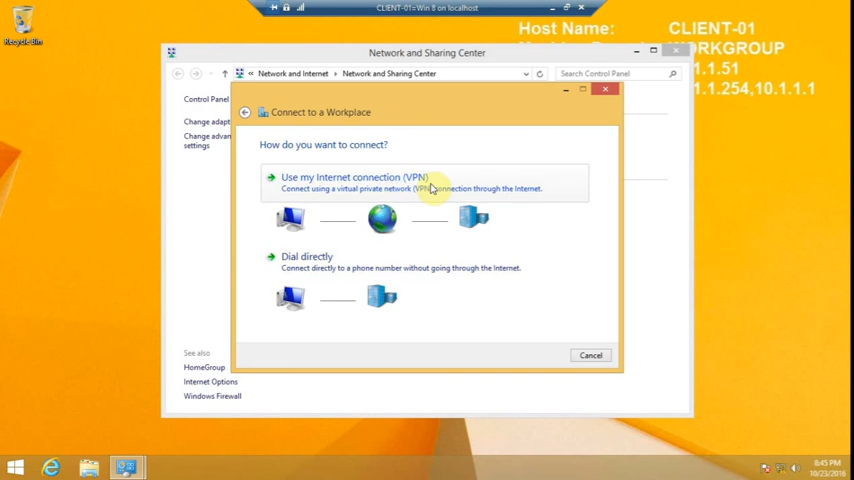 CLIENT-01=Win 8 on localhost
Recycle Bin
Host Name: CLIENT-01
WORKGROUP
1.1.51
1.1.254,10.1.1.1
Network and Sharing Center
« Network and Internet Network and Sharing Center
Search Control Panel
Control Panel
Change adapt
Change advan
settings
Connect to a Workplace
How do you want to connect?
Use my Internet connection (VPN)
Connect using a virtual private network (VPN) connection through the Internet.
Dial directly
Connect directly to a phone number without going through the Internet.
Cancel
See also
HomeGroup
Internet Options
Windows Firewall
8:45 PM
10/23/2016